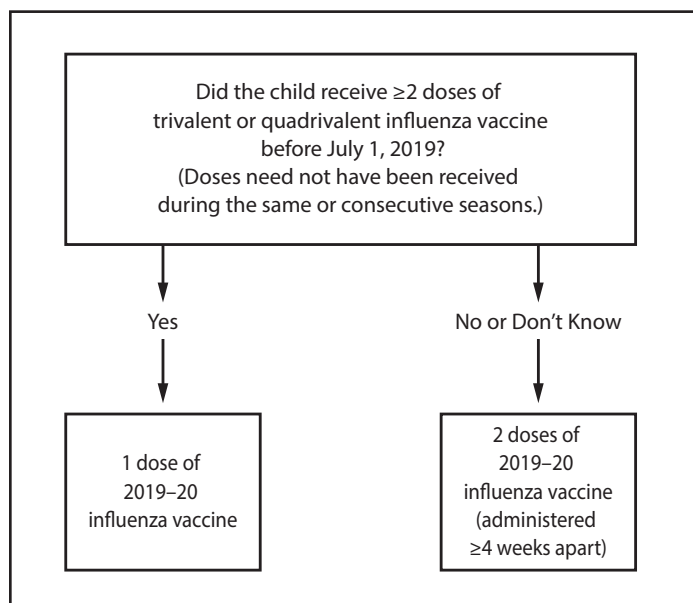 Did the child receive ≥2 doses of
trivalent or quadrivalent influenza vaccine
before July 1, 2019?
(Doses need not have been received
during the same or consecutive seasons.)
Yes
No or Don’t Know
1 dose of
2019–20
influenza vaccine
2 doses of
2019–20
influenza vaccine
(administered
≥4 weeks apart)